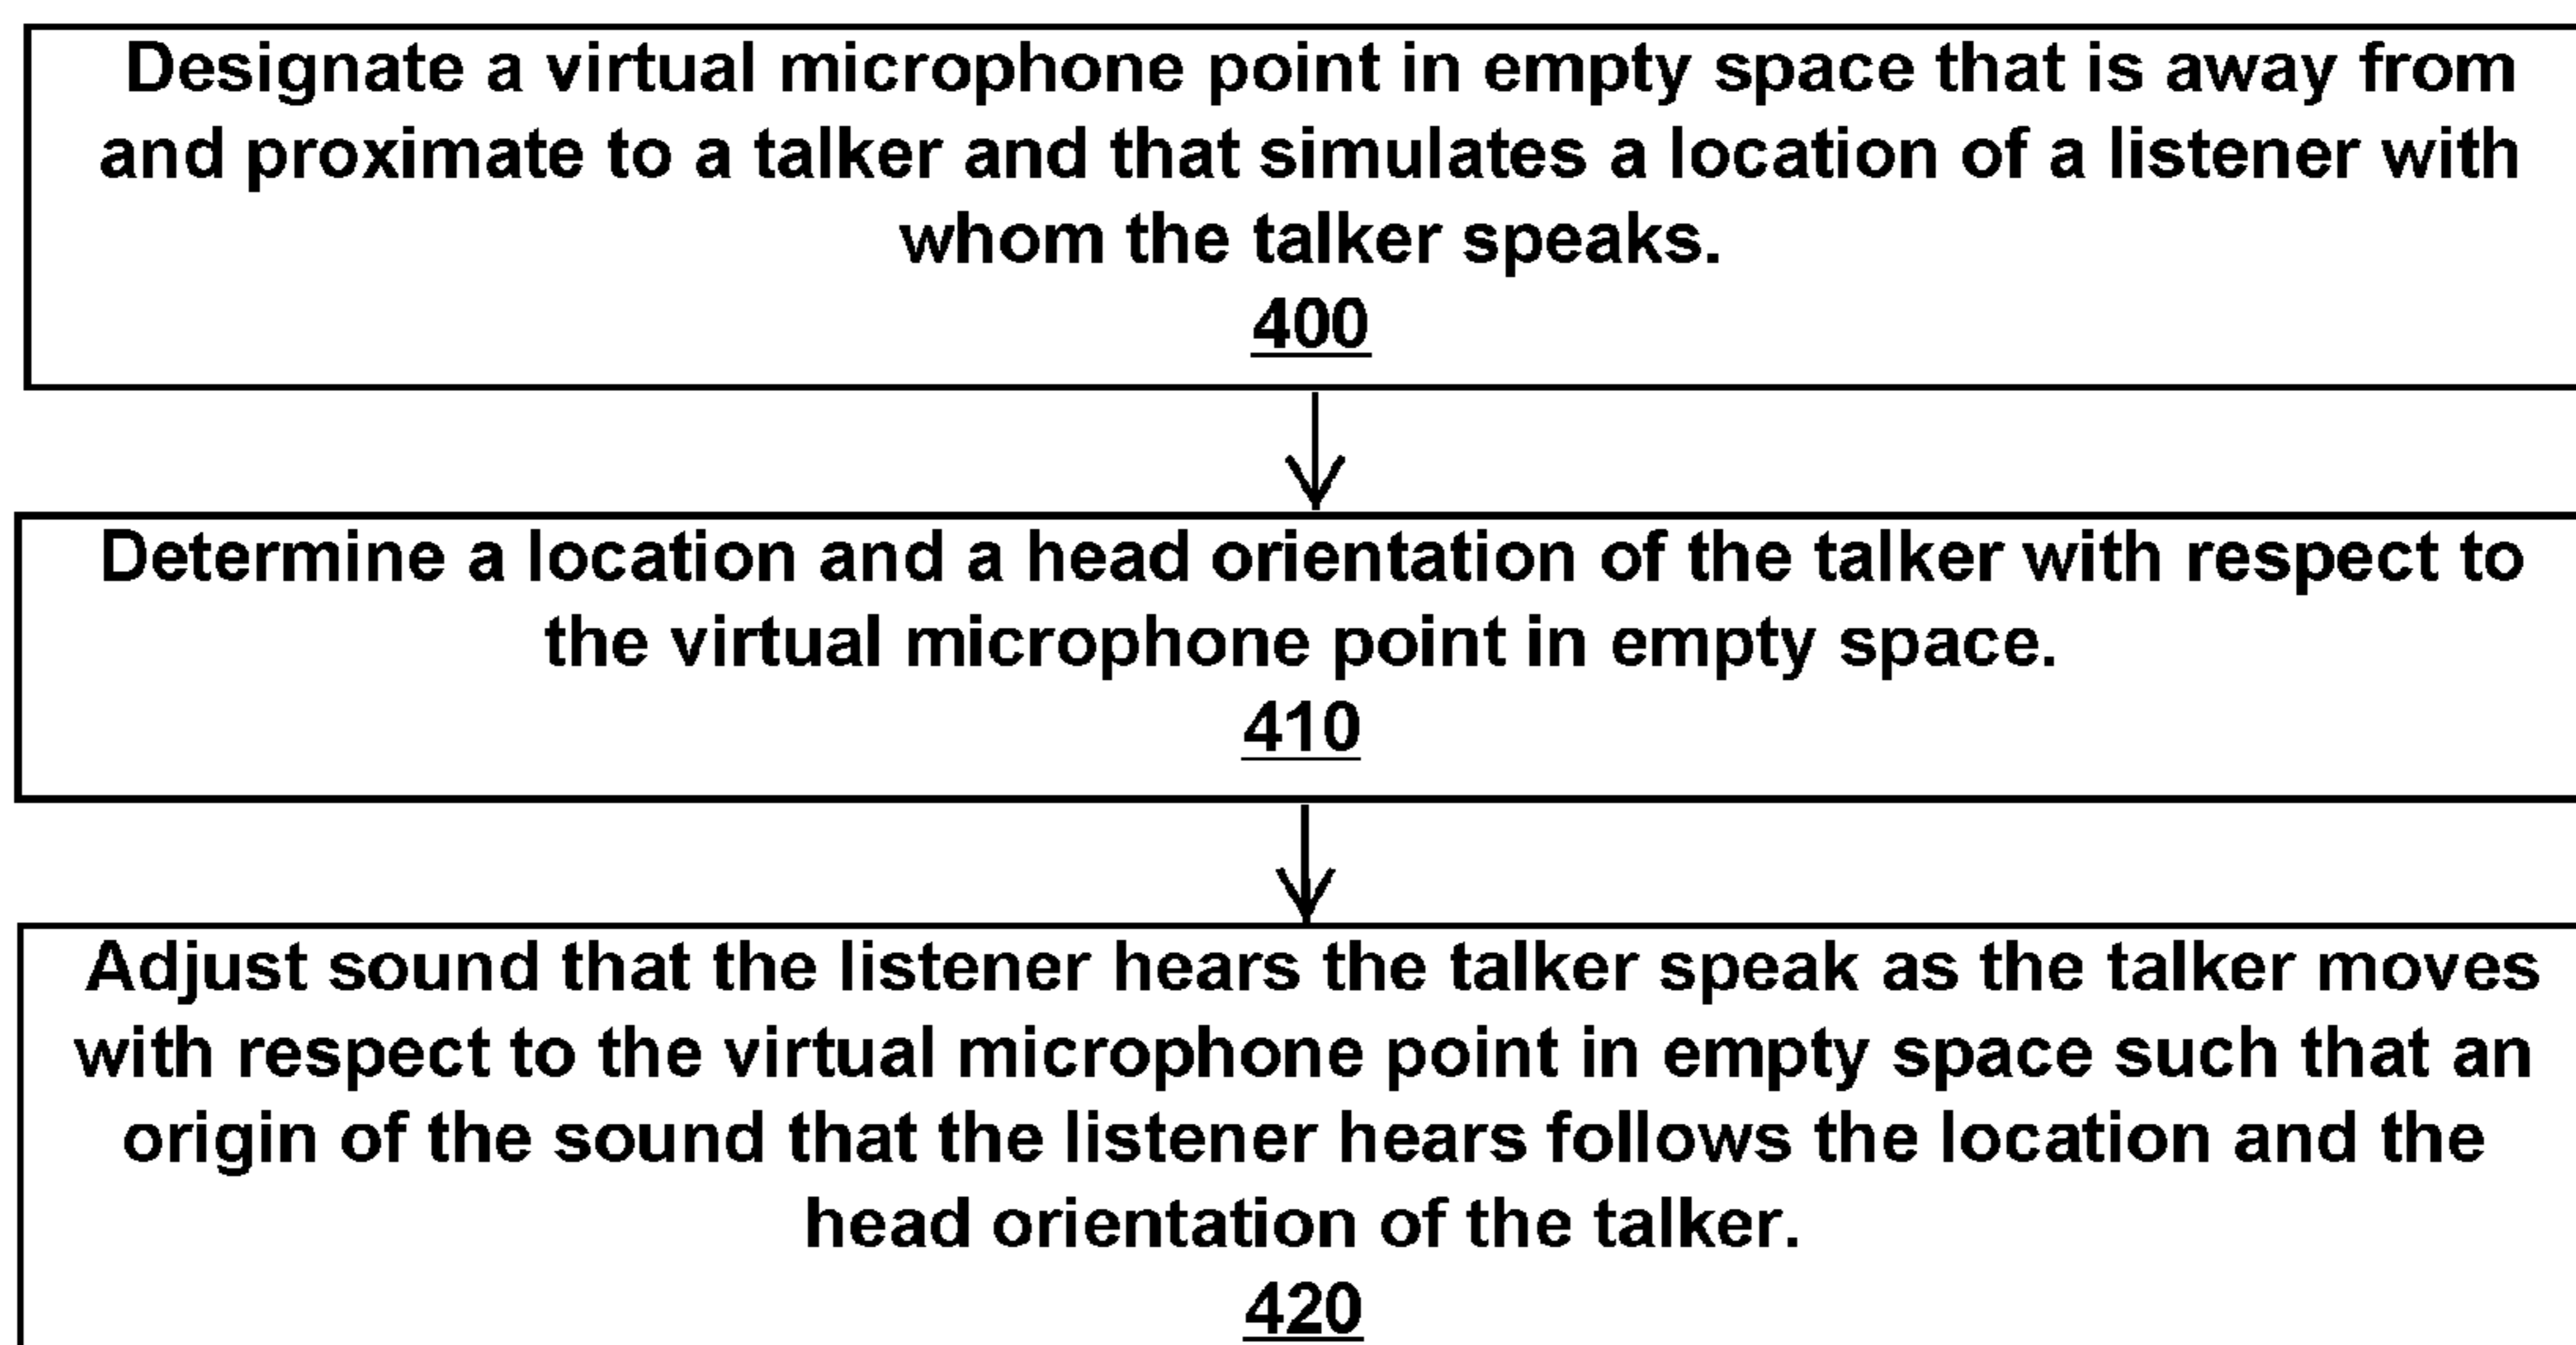 Designate a virtual microphone point in empty space that is away from
and proximate to a talker and that simulates a location of a listener with
whom the talker speaks.
400
Determine a location and a head orientation of the talker with respect to
the virtual microphone point in empty space.
410
Adjust sound that the listener hears the talker speak as the talker moves
with respect to the virtual microphone point in empty space such that an
origin of the sound that the listener hears follows the location and the
head orientation of the talker.
420